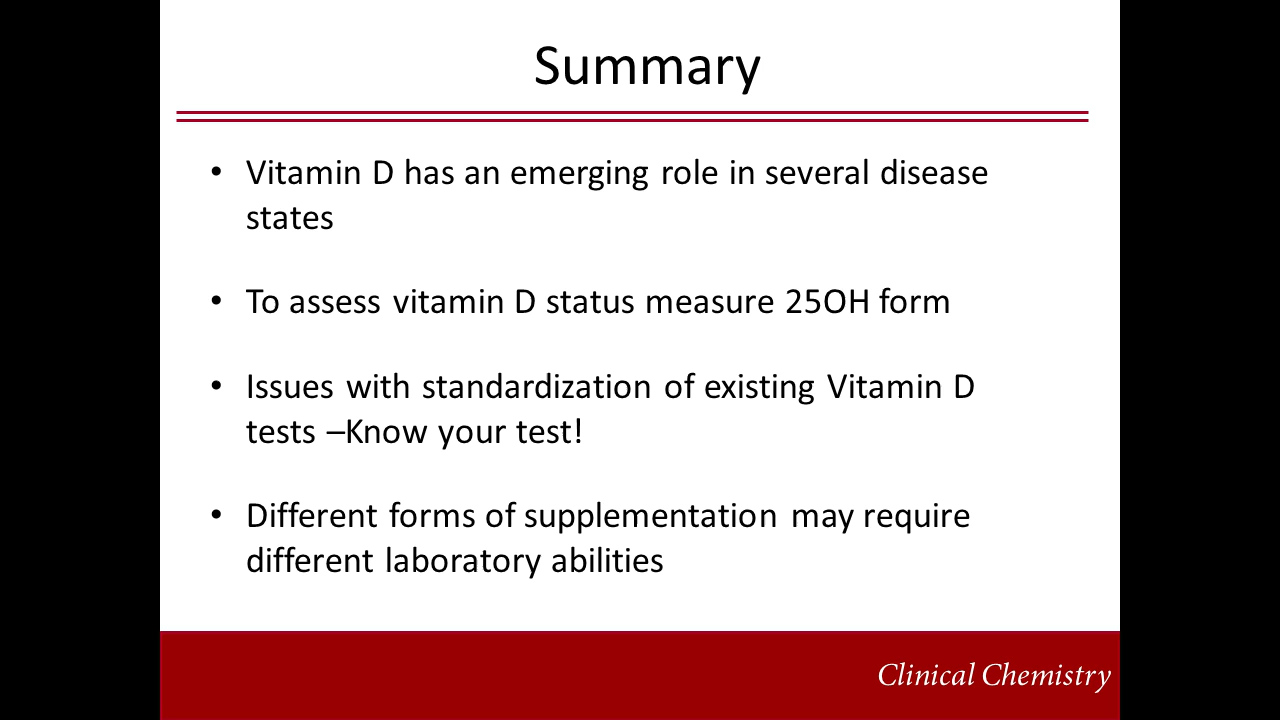 Summary
• Vitamin D has an emerging role in several disease
states
• To assess vitamin D status measure 25OH form
• Issues with standardization of existing Vitamin D
tests –Know your test!
• Different forms of supplementation may require
different laboratory abilities
Clinical Chemistry